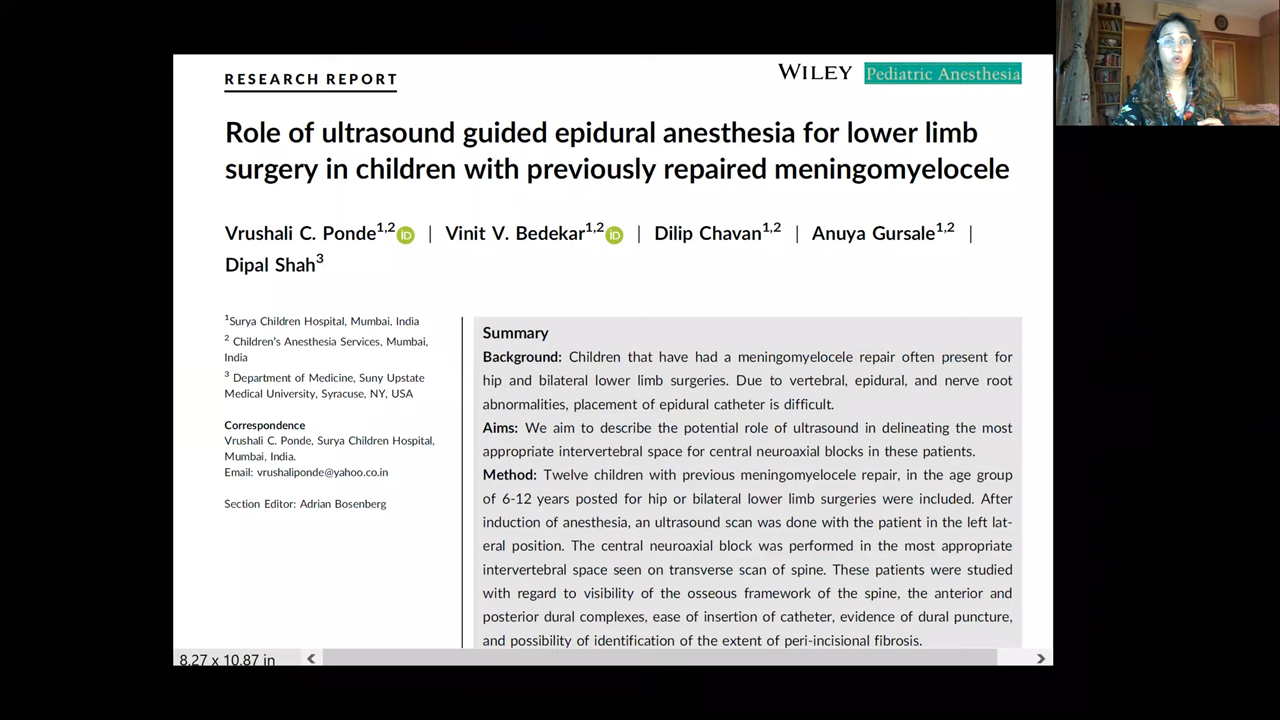 RESEARCH REPORT
WILEY Pediatric Anesthesia
Role of ultrasound guided epidural anesthesia for lower limb
surgery in children with previously repaired meningomyelocele
Vrushali C. Ponde1,2 iD | Vinit V. Bedekar1,2 iD | Dilip Chavan1,2 | Anuya Gursale1,2 |
Dipal Shah3
1Surya Children Hospital, Mumbai, India
2 Children's Anesthesia Services, Mumbai,
India
3 Department of Medicine, Suny Upstate
Medical University, Syracuse, NY, USA
Correspondence
Vrushali C. Ponde, Surya Children Hospital,
Mumbai, India.
Email: vrushaliponde@yahoo.co.in
Section Editor: Adrian Bosenberg
Summary
Background: Children that have had a meningomyelocele repair often present for
hip and bilateral lower limb surgeries. Due to vertebral, epidural, and nerve root
abnormalities, placement of epidural catheter is difficult.
Aims: We aim to describe the potential role of ultrasound in delineating the most
appropriate intervertebral space for central neuroaxial blocks in these patients.
Method: Twelve children with previous meningomyelocele repair, in the age group
of 6-12 years posted for hip or bilateral lower limb surgeries were included. After
induction of anesthesia, an ultrasound scan was done with the patient in the left lat-
eral position. The central neuroaxial block was performed in the most appropriate
intervertebral space seen on transverse scan of spine. These patients were studied
with regard to visibility of the osseous framework of the spine, the anterior and
posterior dural complexes, ease of insertion of catheter, evidence of dural puncture,
and possibility of identification of the extent of peri-incisional fibrosis.
8.27 x 10.87 in